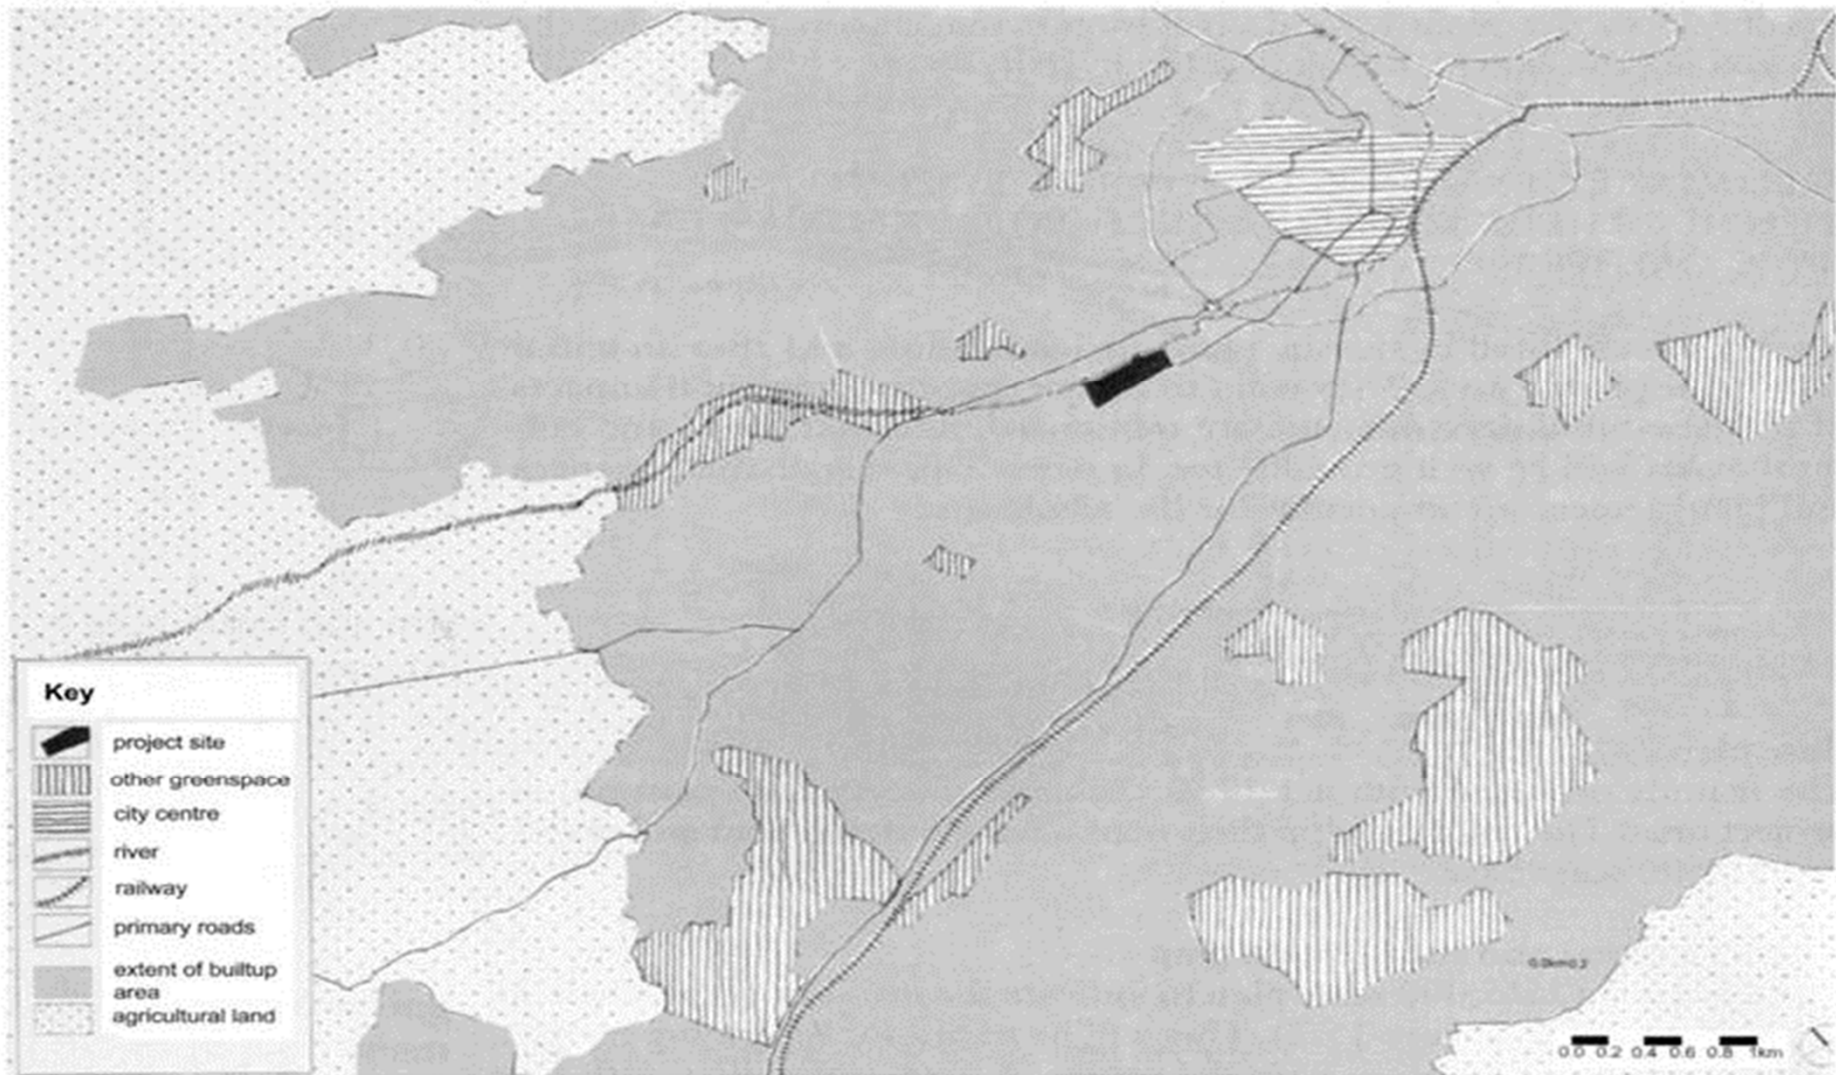 Key
project site
other greenspace
city centre
river
railway
primary roads
extent of builtup
area
agricultural land
0.0 0.2 0.4 0.6 0.8 1km